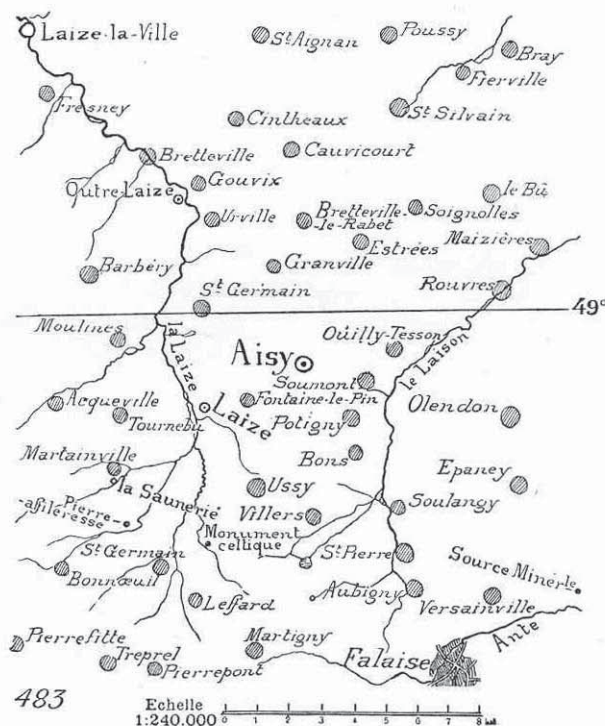 Laize-la-Ville
St Aignan
Poussy
Bray
Fierville
Fresney
St Silvain
Cintheaux
Bretteville
Cauvicourt
Outre-Laize
Gouvix
le Bû
Urville
Bretteville-
le-Rabet
Soignolles
Estrées
Maizières
Barbéry
Granville
Rouvres
St Germain
49°
Moulines
la Laize
Ouilly-Tesson
le Laison
Aisy
Soumont
Acqueville
Fontaine-le-Pin
Tournebu
Laize
Potigny
Olendon
Martainville
Bons
Epaney
la Saunerie
Ussy
Soulangy
Pierre-
affileresse
Villers
Monument
celtique
St Germain
St Pierre
Source Minérle
Bonnœuil
Aubigny
Leffard
Versainville
Pierrefitte
Martigny
Ante
Treprel
Falaise
Pierrepont
483
Echelle
1:240.000
0 1 2 3 4 5 6 7 8